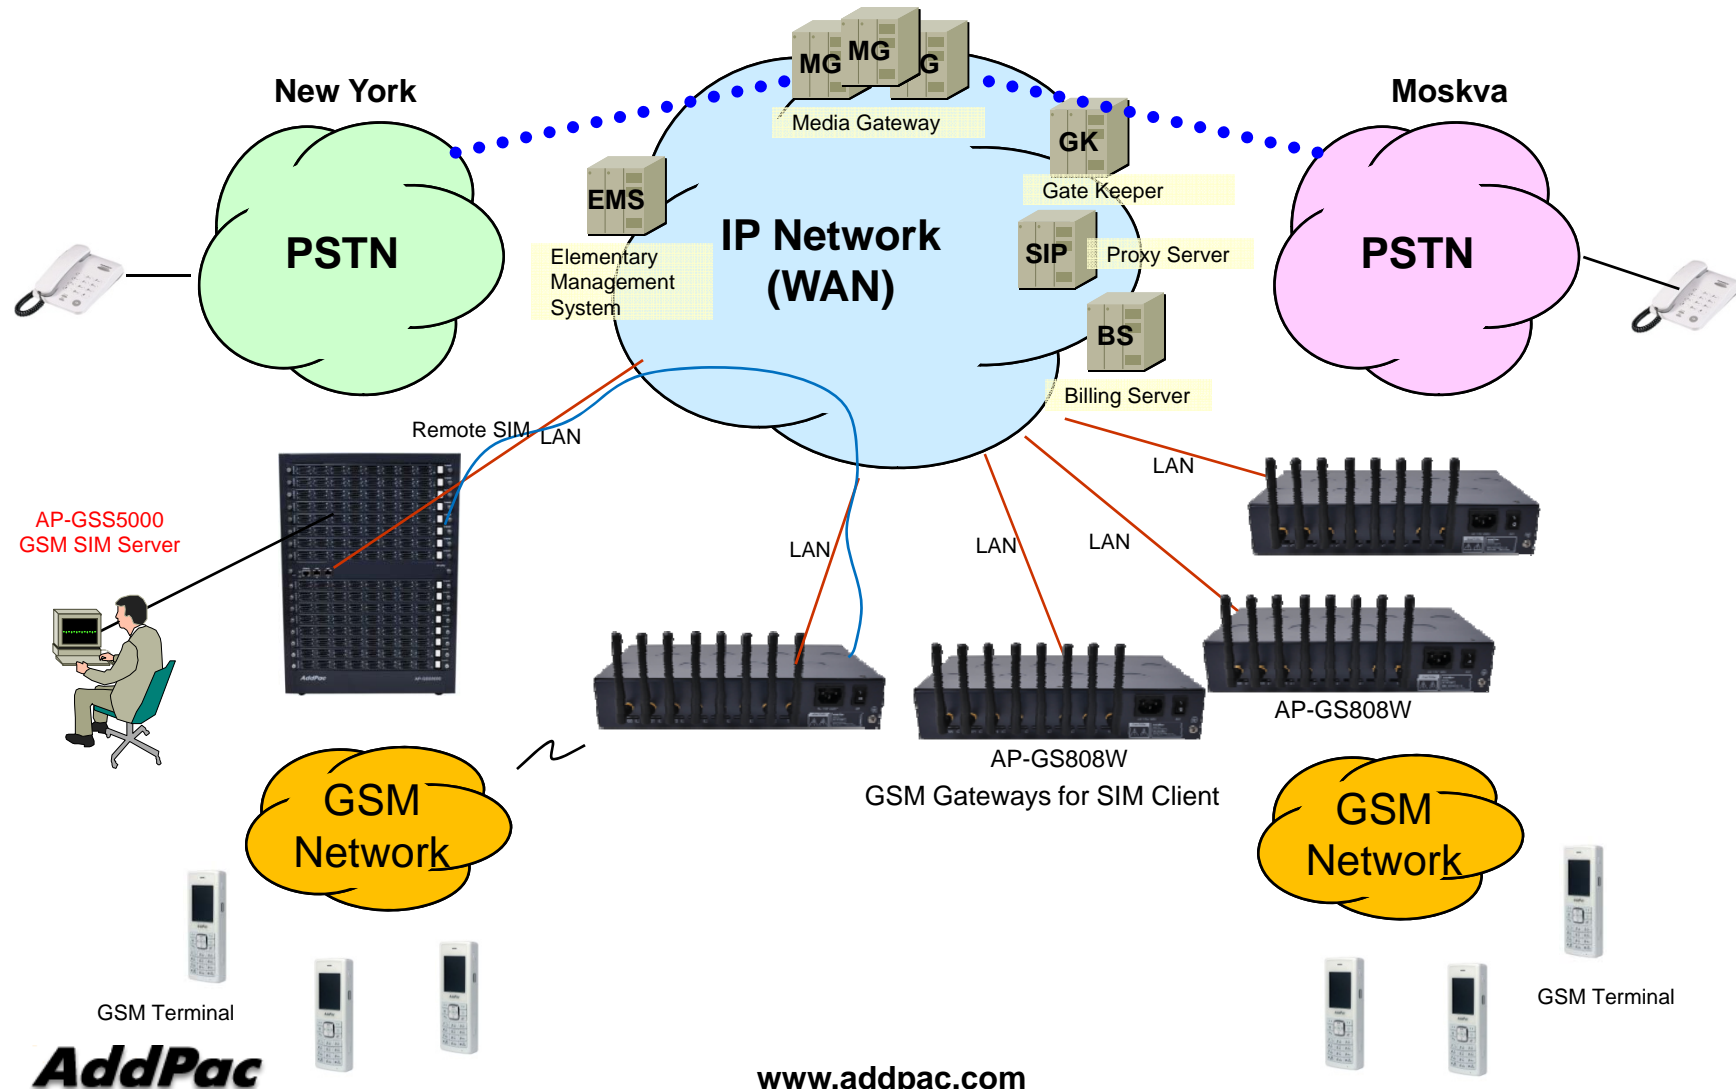 MG
MG
G
New York
Moskva
Media Gateway
GK
EMS
Gate Keeper
PSTN
IP Network
(WAN)
SIP
Proxy Server
PSTN
Elementary
Management
System
BS
Billing Server
Remote SIM
LAN
LAN
AP-GSS5000
GSM SIM Server
LAN
LAN
LAN
AddPac
AP-GS808W
AP-GS808W
GSM Gateways for SIM Client
GSM
Network
GSM
Network
GSM Terminal
GSM Terminal
AddPac
www.addpac.com